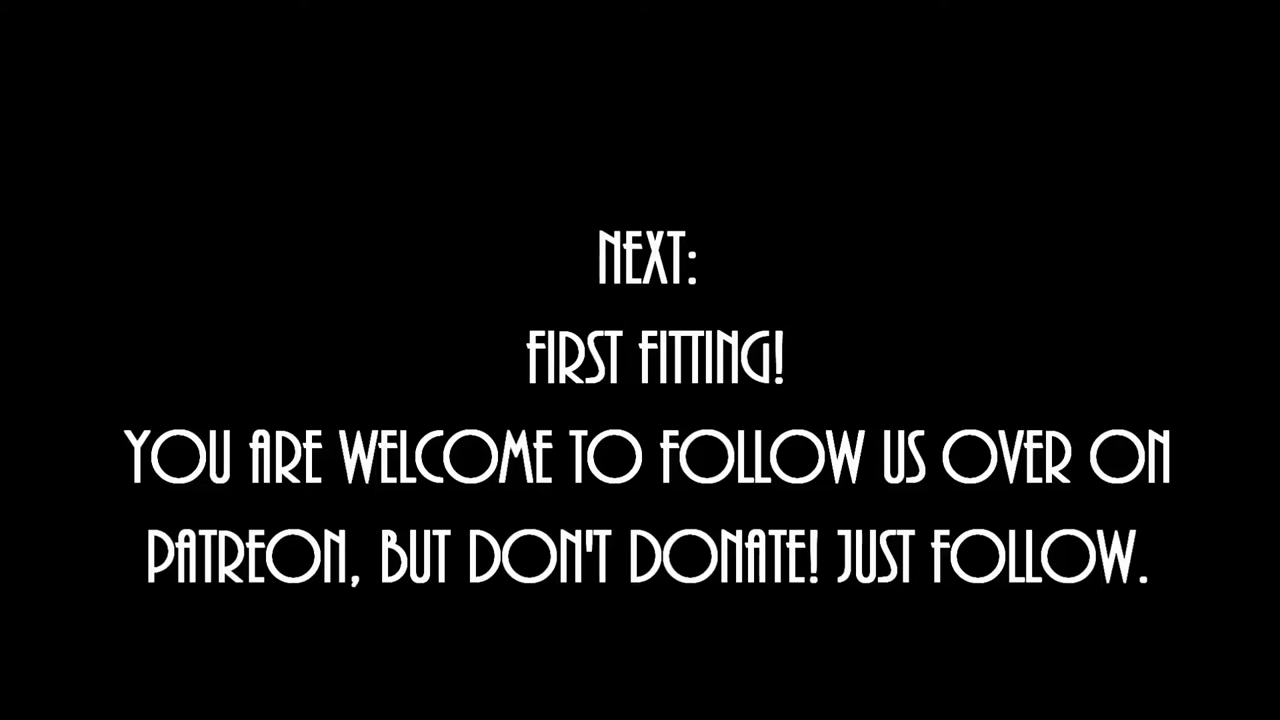 NEXT:
FIRST FITTING!
YOU ARE WELCOME TO FOLLOW US OVER ON
PATREON, BUT DON'T DONATE! JUST FOLLOW.